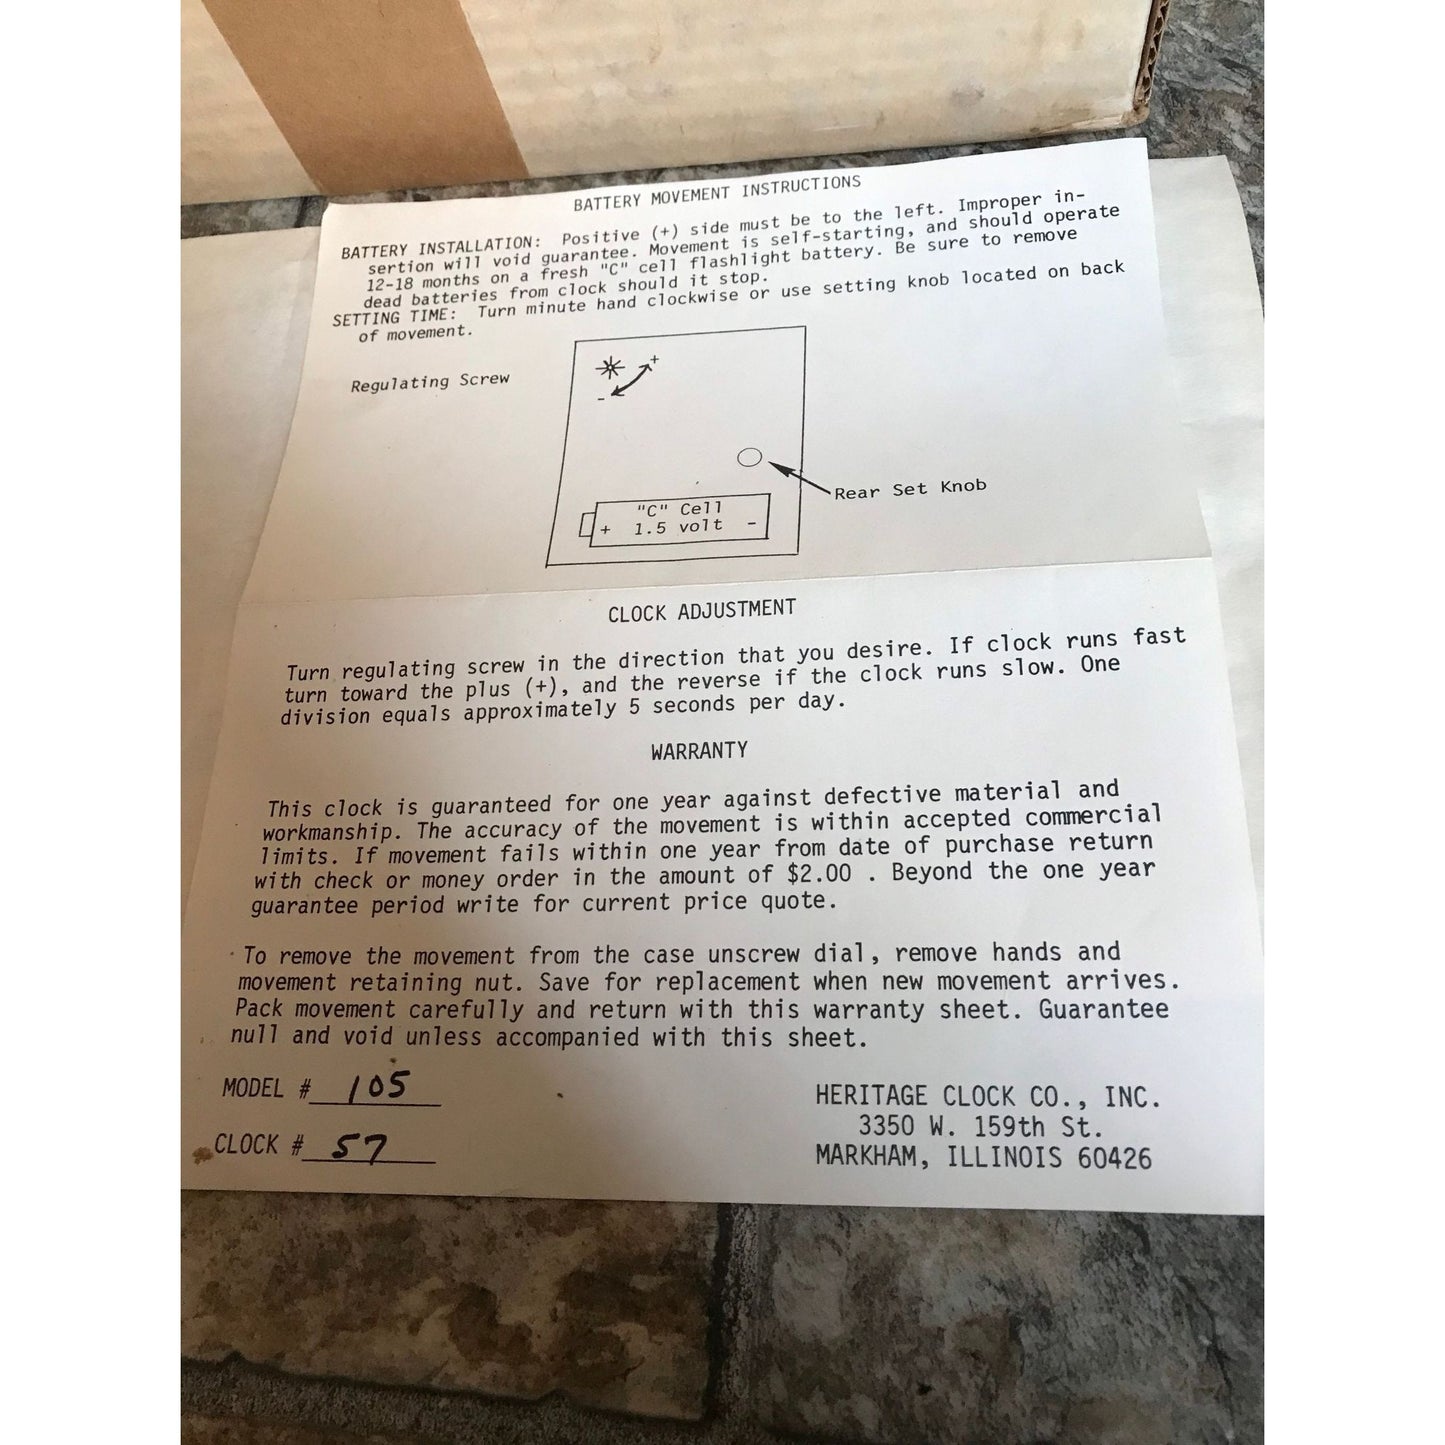 BATTERY MOVEMENT INSTRUCTIONS
BATTERY INSTALLATION: Positive (+) side must be to the left. Improper in-
sertion will void guarantee. Movement is self-starting, and should operate
12-18 months on a fresh "C" cell flashlight battery. Be sure to remove
dead batteries from clock should it stop.
SETTING TIME: Turn minute hand clockwise or use setting knob located on back
of movement.
+
Regulating Screw
-
Rear Set Knob
"C" Cell
+ 1.5 volt -
CLOCK ADJUSTMENT
Turn regulating screw in the direction that you desire. If clock runs fast
turn toward the plus (+), and the reverse if the clock runs slow. One
division equals approximately 5 seconds per day.
WARRANTY
This clock is guaranteed for one year against defective material and
workmanship. The accuracy of the movement is within accepted commercial
limits. If movement fails within one year from date of purchase return
with check or money order in the amount of $2.00 . Beyond the one year
guarantee period write for current price quote.
To remove the movement from the case unscrew dial, remove hands and
movement retaining nut. Save for replacement when new movement arrives.
Pack movement carefully and return with this warranty sheet. Guarantee
null and void unless accompanied with this sheet.
MODEL # 105
CLOCK # 57
HERITAGE CLOCK CO., INC.
3350 W. 159th St.
MARKHAM, ILLINOIS 60426